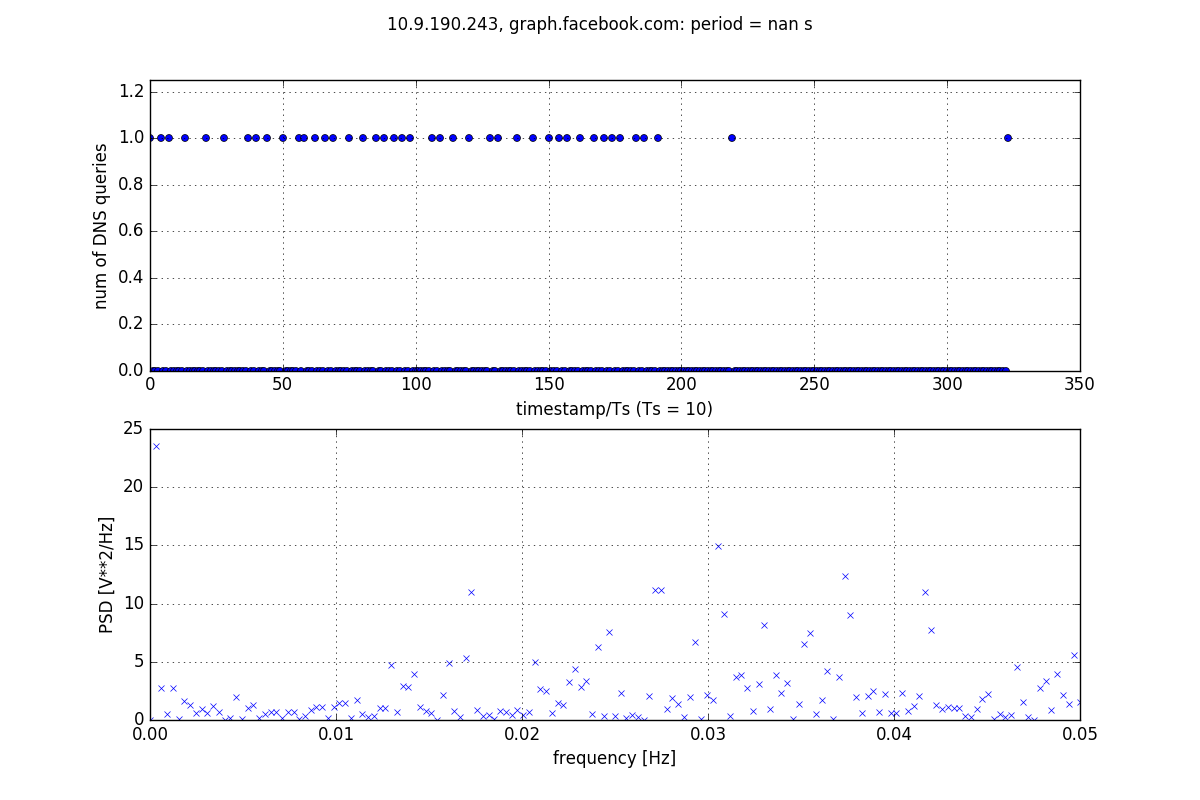 10.9.190.243, graph.facebook.com: period = nan s
1.2
1.0
0.8
0.6
0.4
0.2
0.0
num of DNS queries
0 50 100 150 200 250 300 350
timestamp/Ts (Ts = 10)
25
20
15
10
5
0
PSD [V**2/Hz]
0.00 0.01 0.02 0.03 0.04 0.05
frequency [Hz]